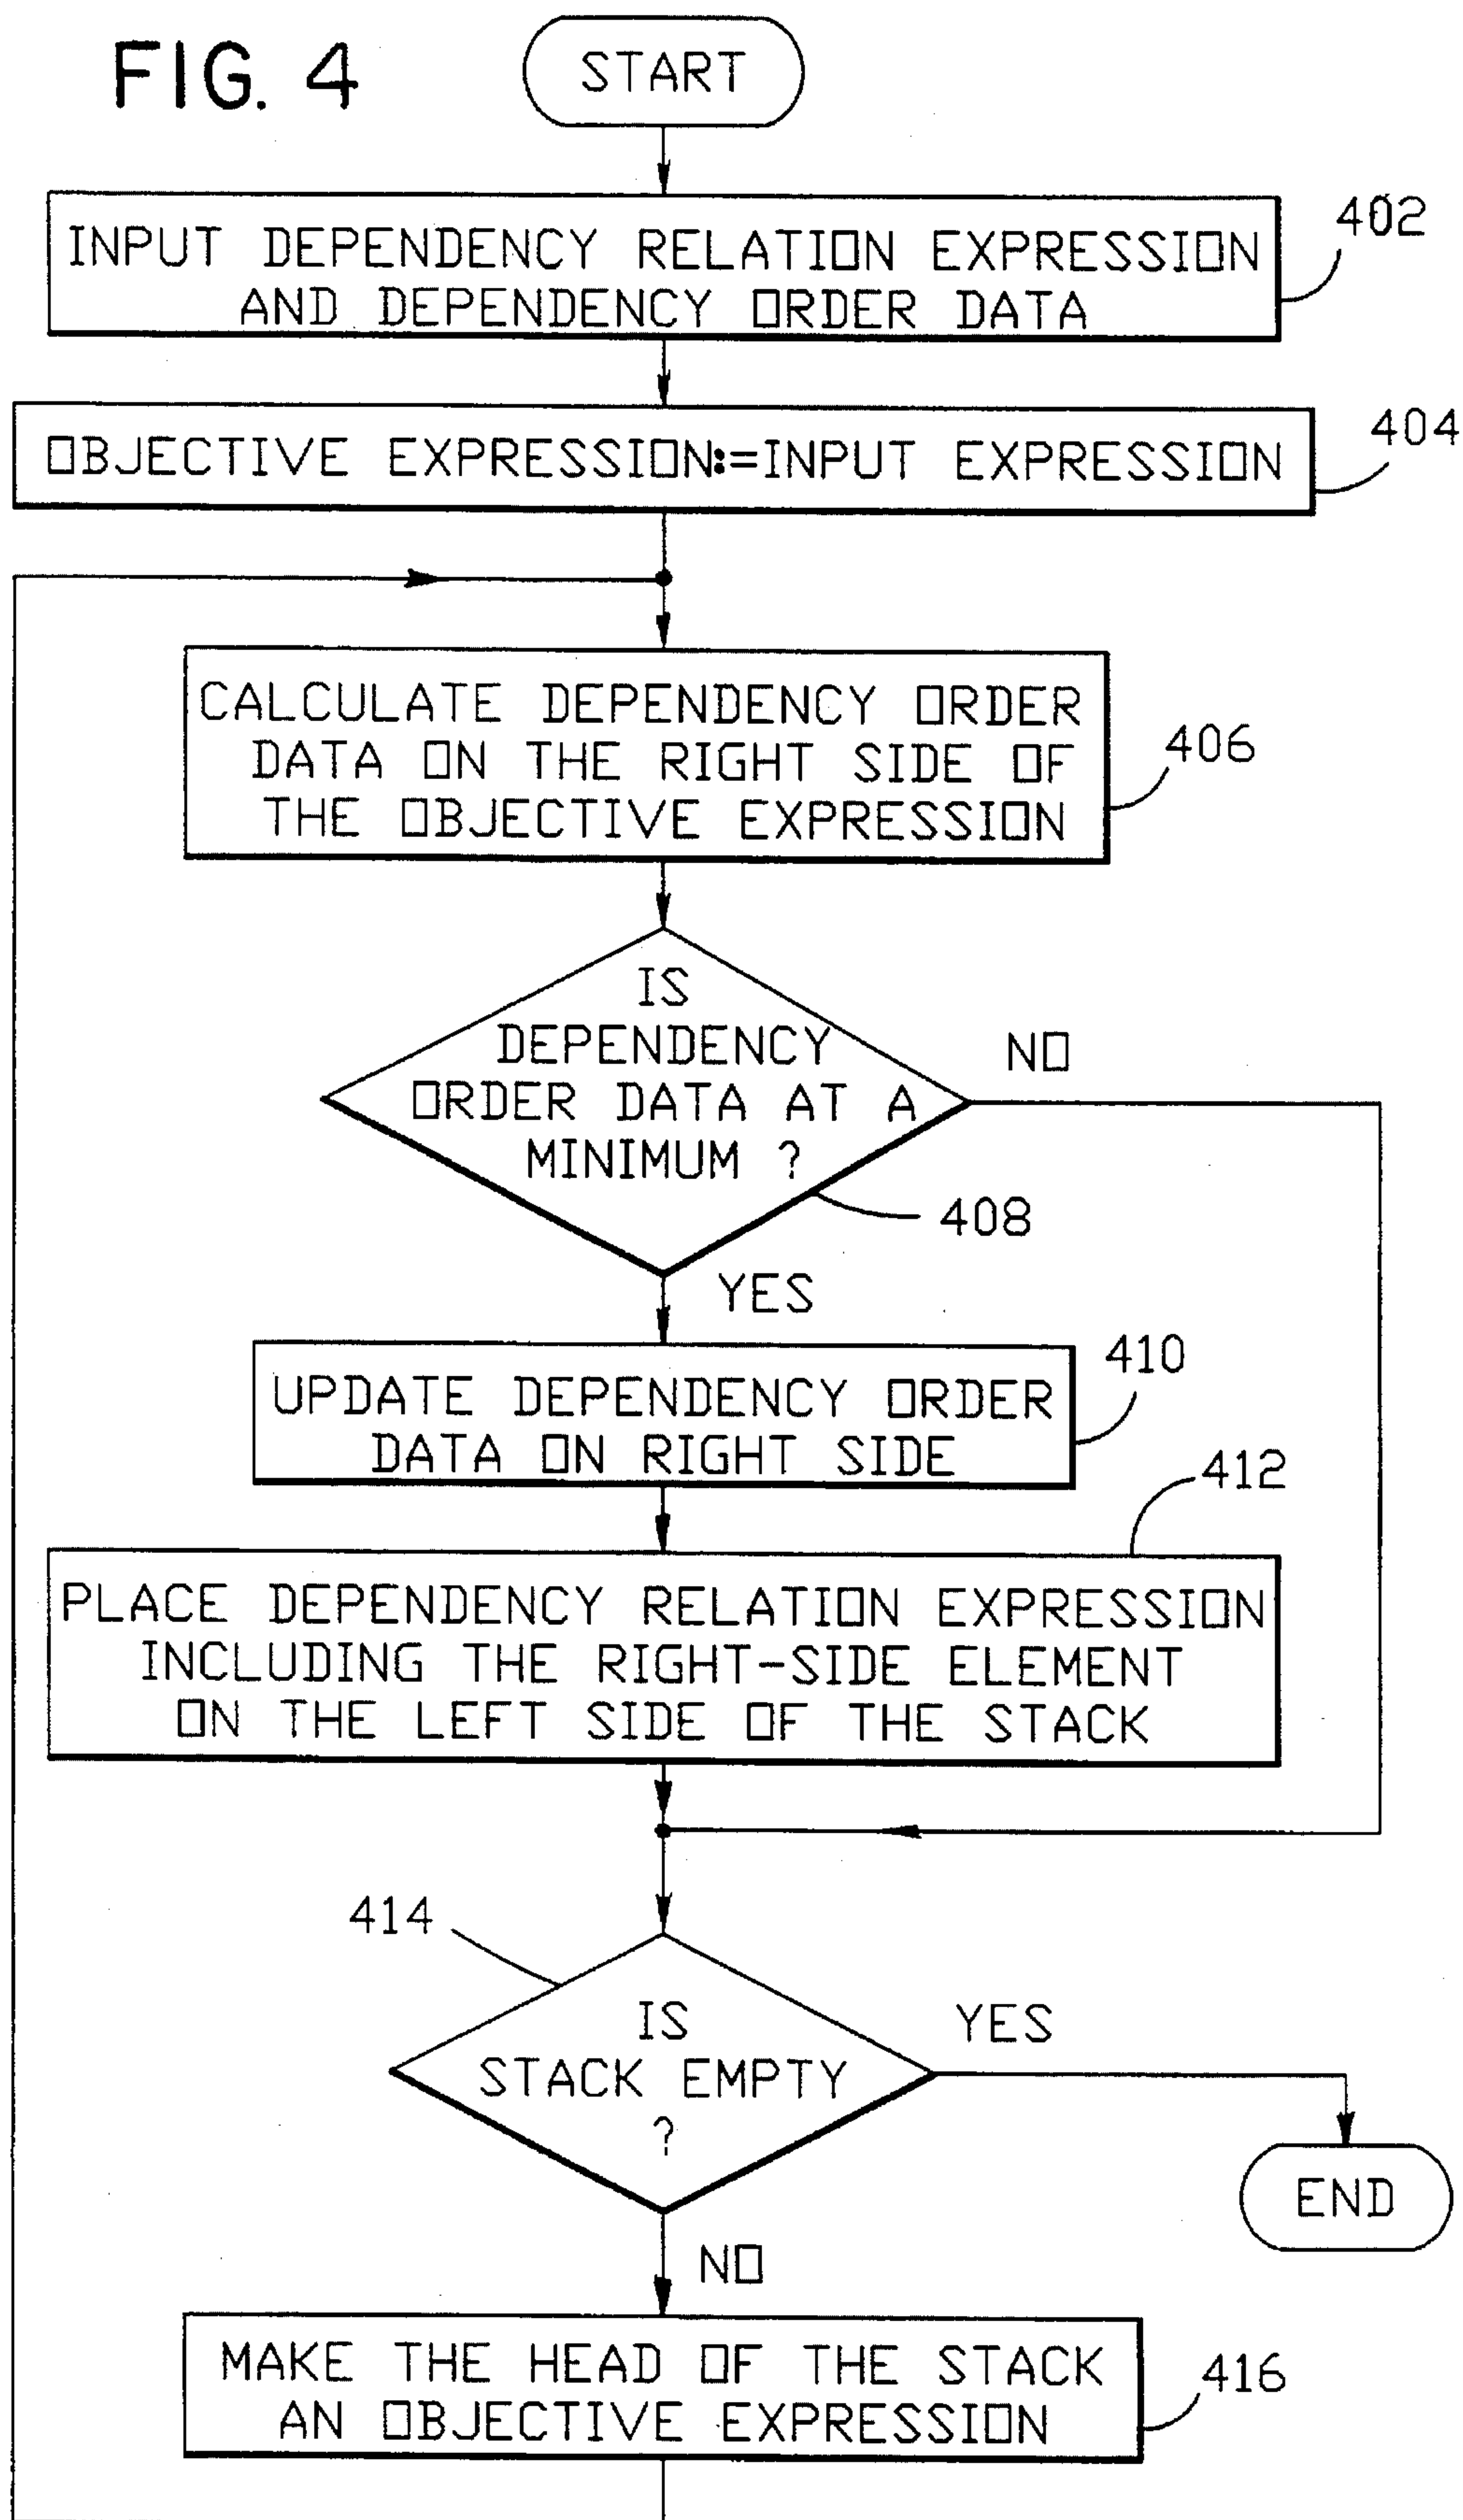 FIG. 4
START
INPUT DEPENDENCY RELATION EXPRESSION
AND DEPENDENCY ORDER DATA
402
OBJECTIVE EXPRESSION:=INPUT EXPRESSION
404
CALCULATE DEPENDENCY ORDER
DATA ON THE RIGHT SIDE OF
THE OBJECTIVE EXPRESSION
406
IS
DEPENDENCY
ORDER DATA AT A
MINIMUM ?
NO
408
YES
UPDATE DEPENDENCY ORDER
DATA ON RIGHT SIDE
410
412
PLACE DEPENDENCY RELATION EXPRESSION
INCLUDING THE RIGHT-SIDE ELEMENT
ON THE LEFT SIDE OF THE STACK
414
IS
STACK EMPTY
?
YES
END
NO
MAKE THE HEAD OF THE STACK
AN OBJECTIVE EXPRESSION
416